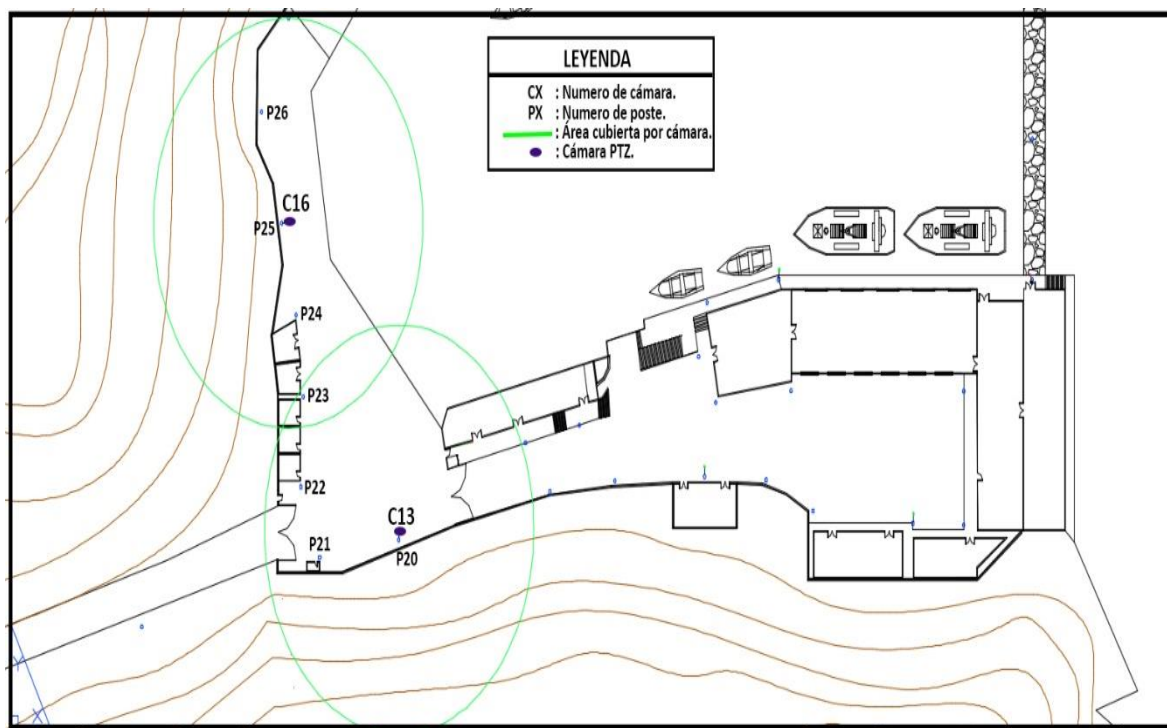 LEYENDA
CX : Numero de cámara.
PX : Numero de poste.
: Área cubierta por cámara.
: Cámara PTZ.
P26
C16
P25
P24
P23
P22
C13
P21
P20